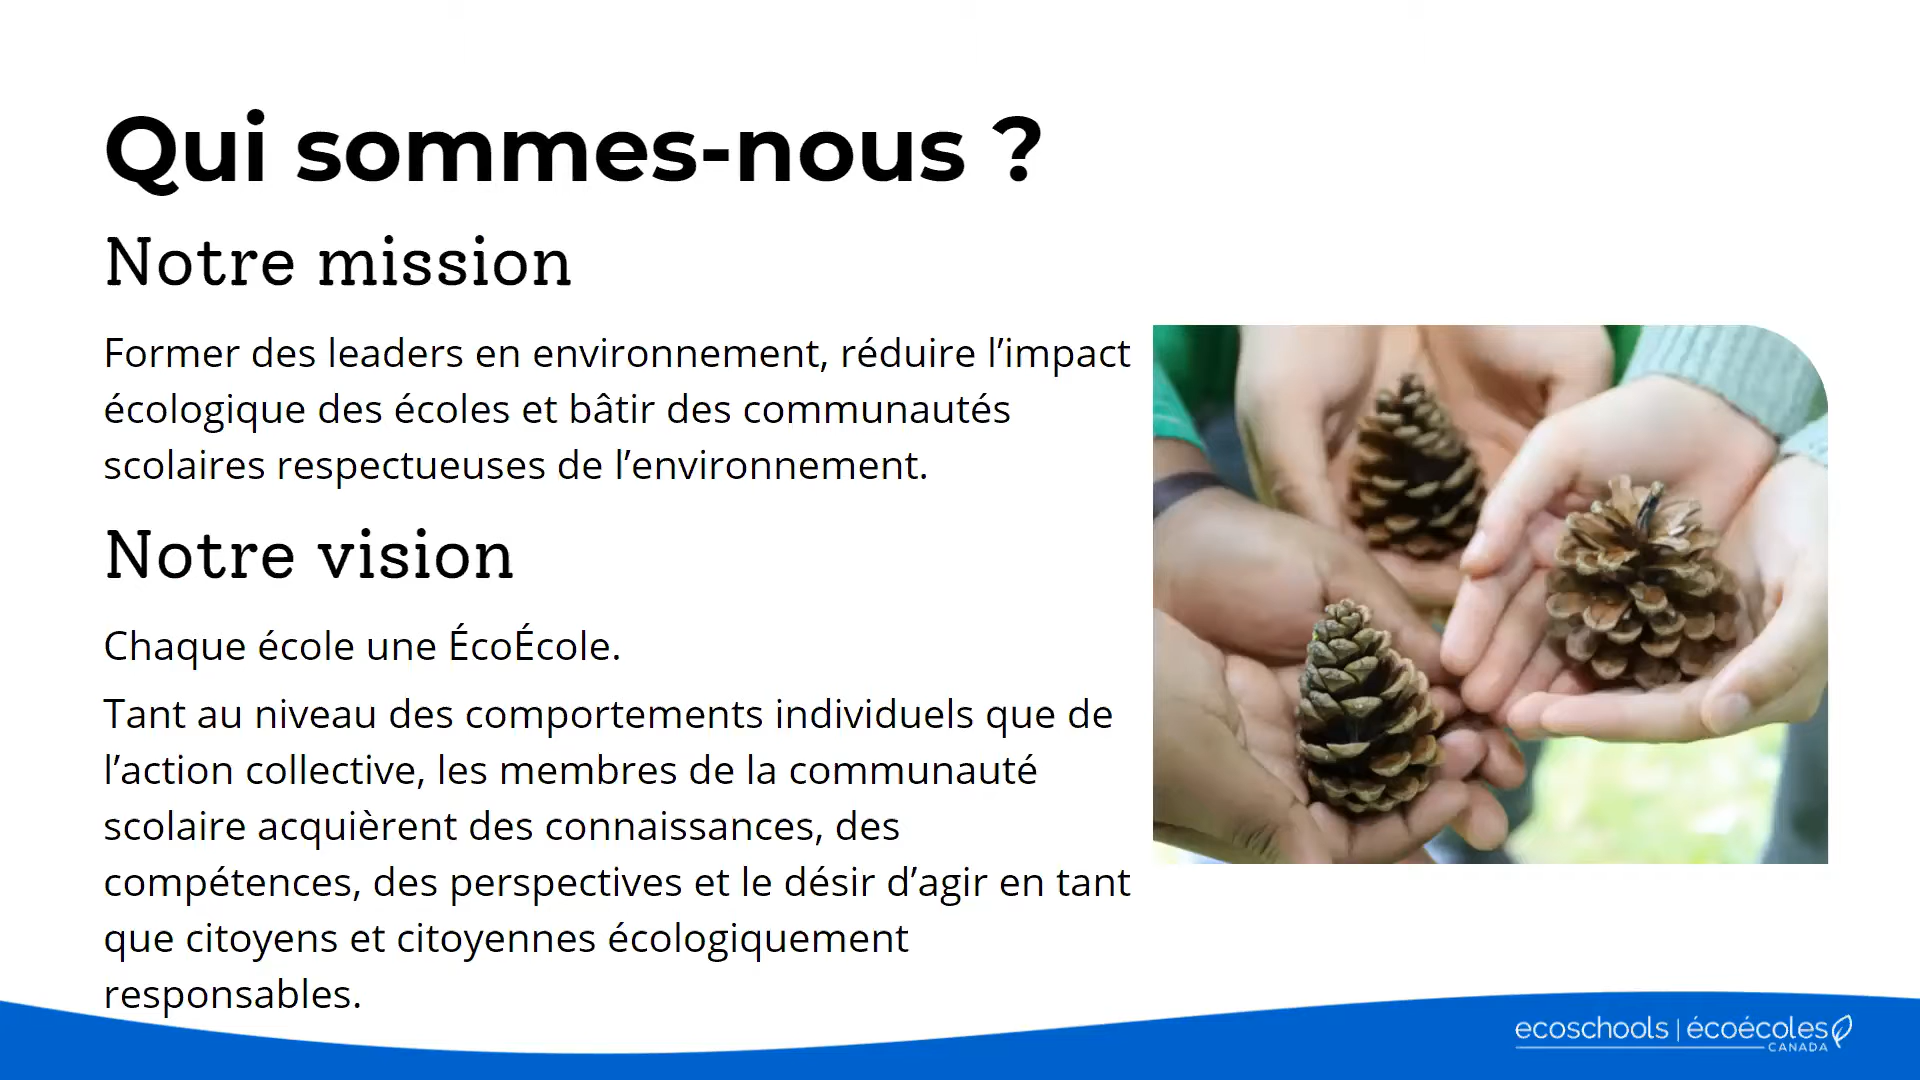 Qui sommes-nous ?
Notre mission
Former des leaders en environnement, réduire l’impact
écologique des écoles et bâtir des communautés
scolaires respectueuses de l’environnement.
Notre vision
Chaque école une ÉcoÉcole.
Tant au niveau des comportements individuels que de
l’action collective, les membres de la communauté
scolaire acquièrent des connaissances, des
compétences, des perspectives et le désir d’agir en tant
que citoyens et citoyennes écologiquement
responsables.
ecoschools | écoécoles
CANADA